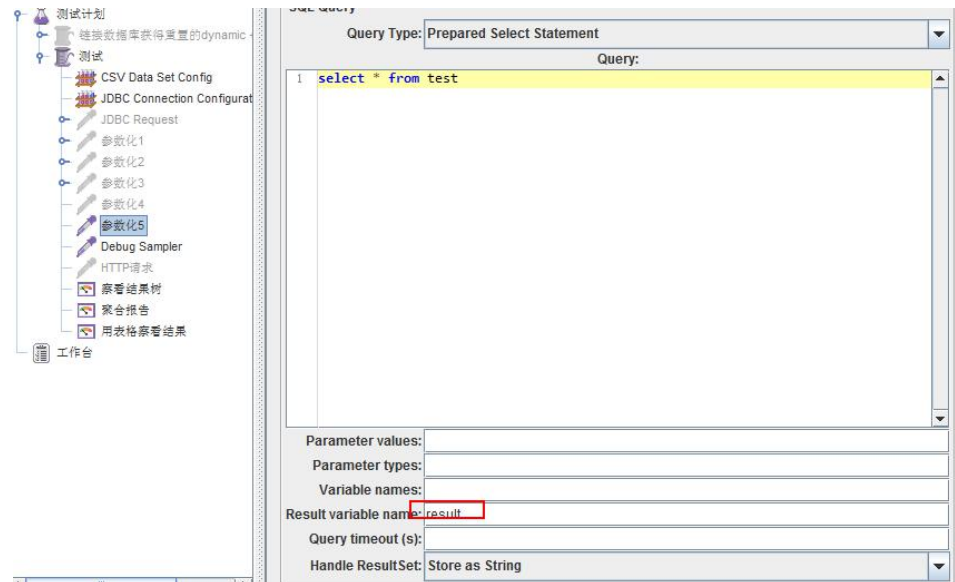 测试计划
链接数据库获得重置的dynamic
测试
CSV Data Set Config
JDBC Connection Configurat
JDBC Request
参数化1
参数化2
参数化3
参数化4
参数化5
Debug Sampler
HTTP请求
察看结果树
聚合报告
用表格察看结果
工作台
SQL Query
Query Type: Prepared Select Statement
Query:
1 select * from test
Parameter values:
Parameter types:
Variable names:
Result variable name: result
Query timeout (s):
Handle ResultSet: Store as String